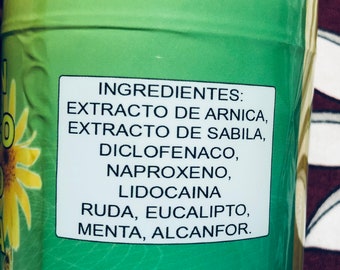 INGREDIENTES:
EXTRACTO DE ARNICA,
EXTRACTO DE SABILA,
DICLOFENACO,
NAPROXENO,
LIDOCAINA
RUDA, EUCALIPTO,
MENTA, ALCANFOR.